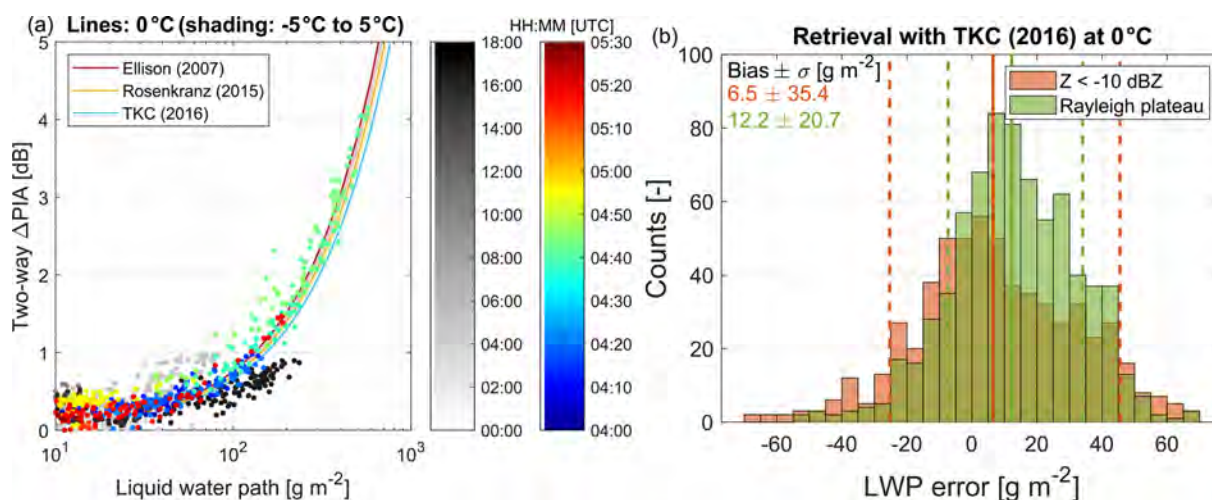 (a) Lines: 0°C (shading: -5°C to 5°C)
HH:MM [UTC]
Two-way ΔPIA [dB]
5
4
3
2
1
0
Ellison (2007)
Rosenkranz (2015)
TKC (2016)
10¹ 10² 10³
Liquid water path [g m⁻²]
18:00
16:00
14:00
12:00
10:00
08:00
06:00
04:00
02:00
00:00
05:30
05:20
05:10
05:00
04:50
04:40
04:30
04:20
04:10
04:00
(b) Retrieval with TKC (2016) at 0°C
Counts [-]
100
80
60
40
20
0
Bias ± σ [g m⁻²]
6.5 ± 35.4
12.2 ± 20.7
Z < -10 dBZ
Rayleigh plateau
-60 -40 -20 0 20 40 60
LWP error [g m⁻²]